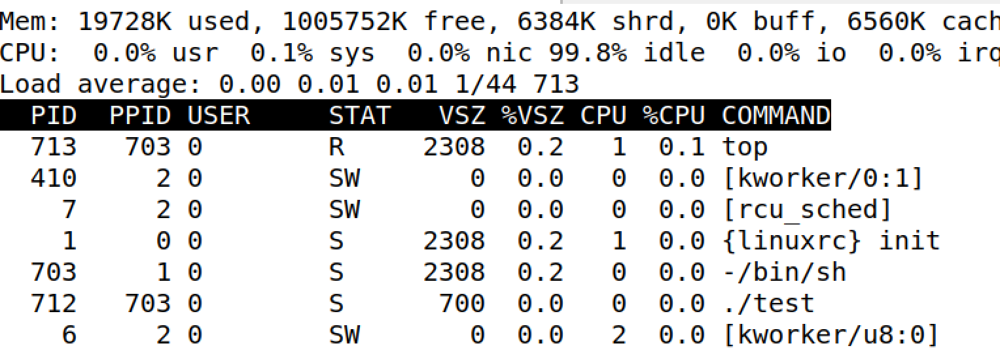 Mem: 19728K used, 1005752K free, 6384K shrd, 0K buff, 6560K cach
CPU:  0.0% usr  0.1% sys  0.0% nic 99.8% idle  0.0% io  0.0% irq
Load average: 0.00 0.01 0.01 1/44 713
  PID  PPID USER     STAT   VSZ %VSZ CPU %CPU COMMAND
  713   703 0        R     2308  0.2   1  0.1 top
  410     2 0        SW       0  0.0   0  0.0 [kworker/0:1]
    7     2 0        SW       0  0.0   0  0.0 [rcu_sched]
    1     0 0        S     2308  0.2   1  0.0 {linuxrc} init
  703     1 0        S     2308  0.2   0  0.0 -/bin/sh
  712   703 0        S      700  0.0   0  0.0 ./test
    6     2 0        SW       0  0.0   2  0.0 [kworker/u8:0]